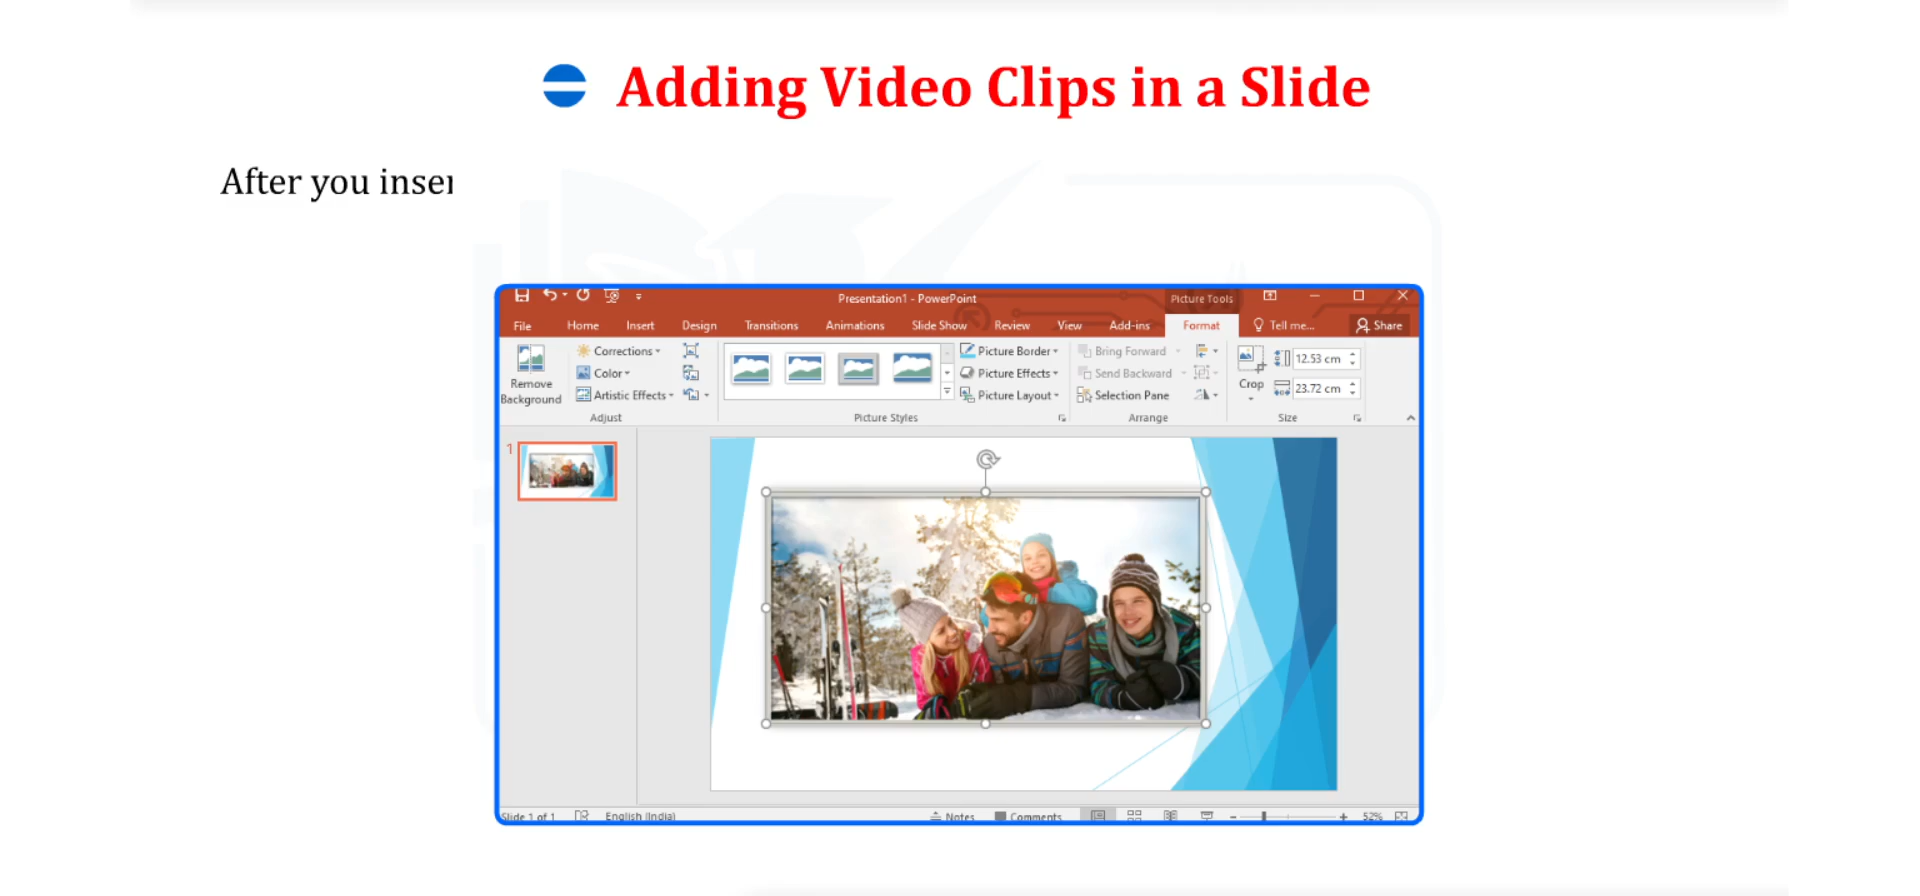 Adding Video Clips in a Slide
After you inser
Presentation1 - PowerPoint
Picture Tools
File Home Insert Design Transitions Animations Slide Show Review View Add-ins Format Tell me... Share
Remove Background
Corrections
Color
Artistic Effects
Adjust
Picture Styles
Picture Border
Picture Effects
Picture Layout
Bring Forward
Send Backward
Selection Pane
Arrange
Crop
12.53 cm
23.72 cm
Size
1
Slide 1 of 1 English (India) Notes Comments 52%